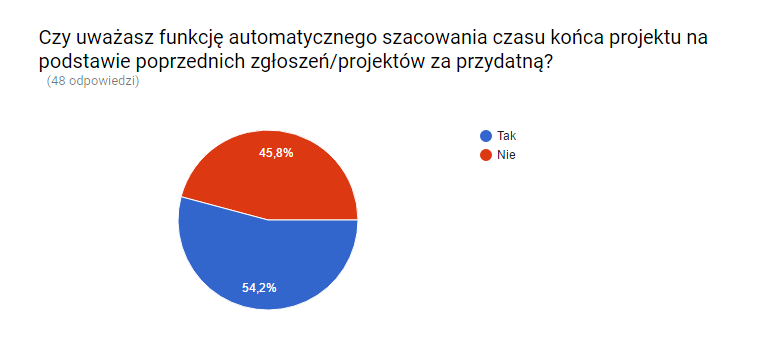 Czy uważasz funkcję automatycznego szacowania czasu końca projektu na
podstawie poprzednich zgłoszeń/projektów za przydatną?
(48 odpowiedzi)
45,8%
54,2%
Tak
Nie